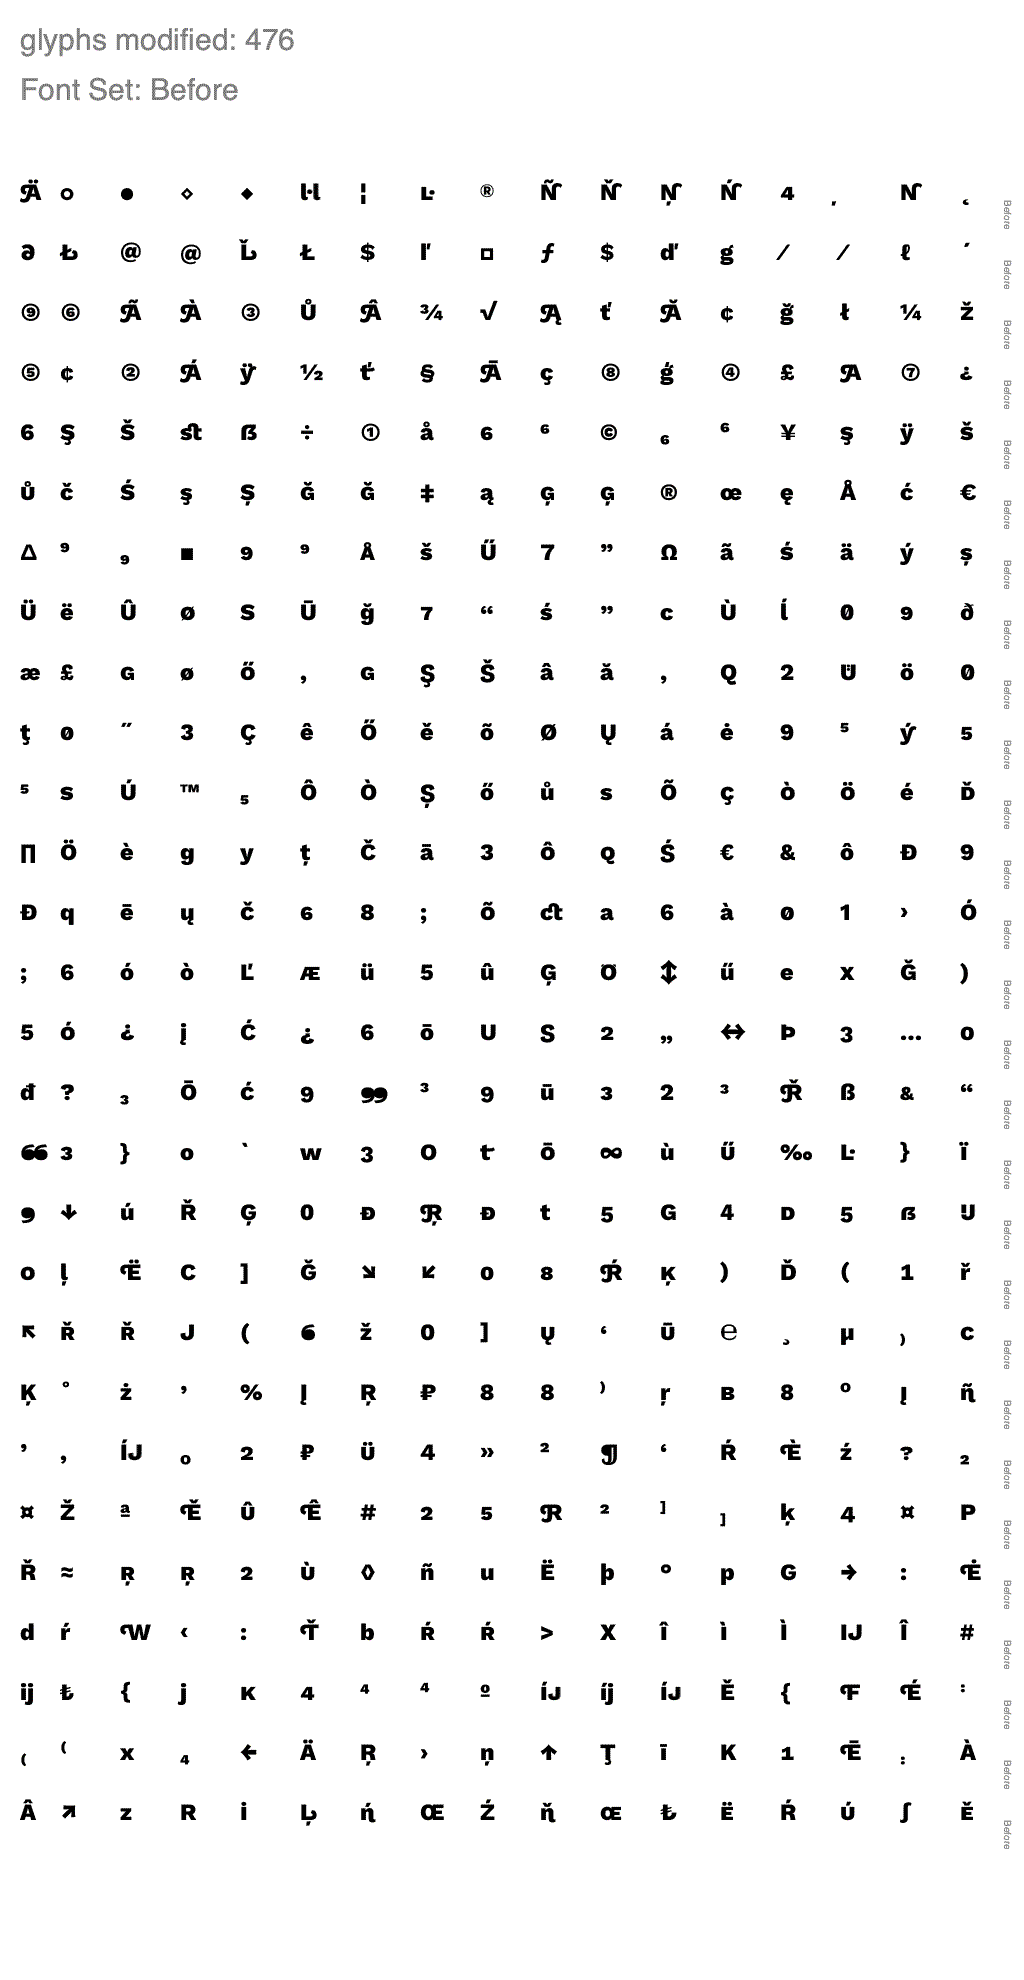 glyphs modified: 476
Font Set: Before
Ä ○ ● ◇ ◆ l·l ¦ ʟ· ® Ñ Ň Ņ Ń 4 , N ˛ Before
∂ Ł @ @ Ľ Ł $ ľ □ ƒ $ ď g / / ℓ ´ Before
⑨ ⑥ Ã À ③ Ů Â ¾ √ Ą ť Ă ¢ ğ ł ¼ ž Before
⑤ ¢ ② Á ÿ ½ ť § Ā ç ⑧ ģ ④ £ A ⑦ ¿ Before
6 Ş Š st ß ÷ ① å 6 ⁶ © ₆ ⁶ ¥ ş ÿ š Before
ů č Ś ş Ș Ğ Ğ ‡ ą Ģ Ģ ® œ ę Å ć € Before
∆ ⁹ ₉ ■ 9 ⁹ Å š Ű 7 ” Ω ã ś ä ý ș Before
Ü ë Û ø S Ū ğ 7 “ ś ” c Ù ĺ 0 9 ð Before
æ £ ɢ ø ő , ɢ Ş Š â ă , Q 2 Ü ö 0 Before
ţ 0 ˝ 3 Ç ê Ő ě õ Ø Ų á ė 9 ⁵ ý 5 Before
⁵ s Ú ™ ₅ Ô Ò Ș ő ů s Õ ç ò ö é Ď Before
∏ Ö è g y ț Č ā 3 ô Q Ś € & ô Đ 9 Before
Đ q ē ų č 6 8 ; Õ ct a 6 à ø 1 › Ó Before
; 6 ó ò Ľ Æ ü 5 û Ģ Ö ↕ ű e x Ğ ) Before
5 ó ¿ į Ć ¿ 6 ō U S 2 „ ↔ Þ 3 … 0 Before
đ ? ₃ Ō ć 9 ❟❟ ³ 9 ū 3 2 ³ Ř ß & “ Before
❝ 3 } o ` w 3 O t ō ∞ ù Ű ‰ Ŀ } ï Before
9 ↓ ú Ř Ģ 0 Đ Ŗ Đ t 5 G 4 ᴅ 5 ß U Before
o ļ Ë C ] Ğ ↘ ↙ 0 8 Ŕ ķ ) Ď ( 1 ř Before
↖ Ř Ř J ( 6 ž 0 ] ų ‘ Ū ℮ ¸ µ ₎ c Before
Ķ ˚ ż ’ % Į Ŗ ₽ 8 8 ⁾ ŗ ʙ 8 º į ñ Before
’ , ÍJ ₀ 2 ₽ Ü 4 » ² ¶ ‘ Ŕ È ź ? ₂ Before
¤ Ž ª Ě Û Ê # 2 5 R ² ] ] ķ 4 ¤ P Before
Ř ≈ Ŗ Ŗ 2 Ù ◊ ñ u Ë þ º p G → : Ė Before
d ŕ W ‹ : Ť b Ŕ Ŕ > X î ì Ì IJ Î # Before
ij ₺ { j ᴋ 4 ⁴ ⁴ º ÍJ íj ÍJ Ě { F É : Before
₍ ⁽ x ₄ ← Ä Ŗ › ņ ↑ Ţ ī K 1 Ē : À Before
Â ↗ z R i Ļ ń Œ Ź ň Œ ₺ Ë Ŕ Ú ∫ Ě Before